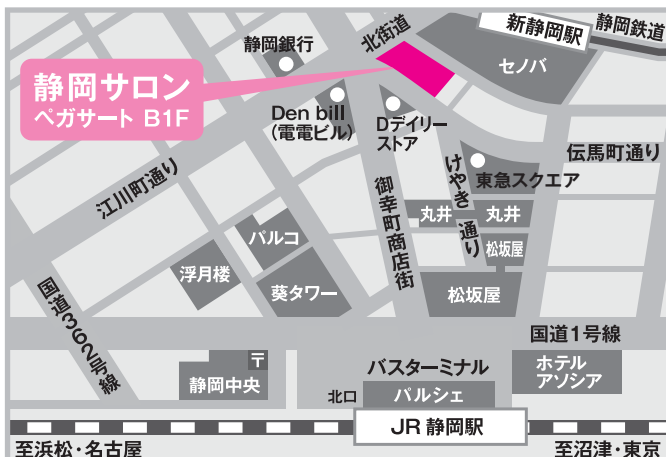 北街道
新静岡駅
静岡鉄道
静岡銀行
セノバ
静岡サロン
ペガサート B1F
Den bill
(電電ビル)
Dデイリー
ストア
伝馬町通り
江川町通り
けやき通り
東急スクエア
御幸町商店街
丸井
丸井
パルコ
松坂屋
浮月楼
葵タワー
松坂屋
国道362号線
国道1号線
〒
静岡中央
バスターミナル
ホテル
アソシア
北口
パルシェ
JR 静岡駅
至浜松・名古屋
至沼津・東京